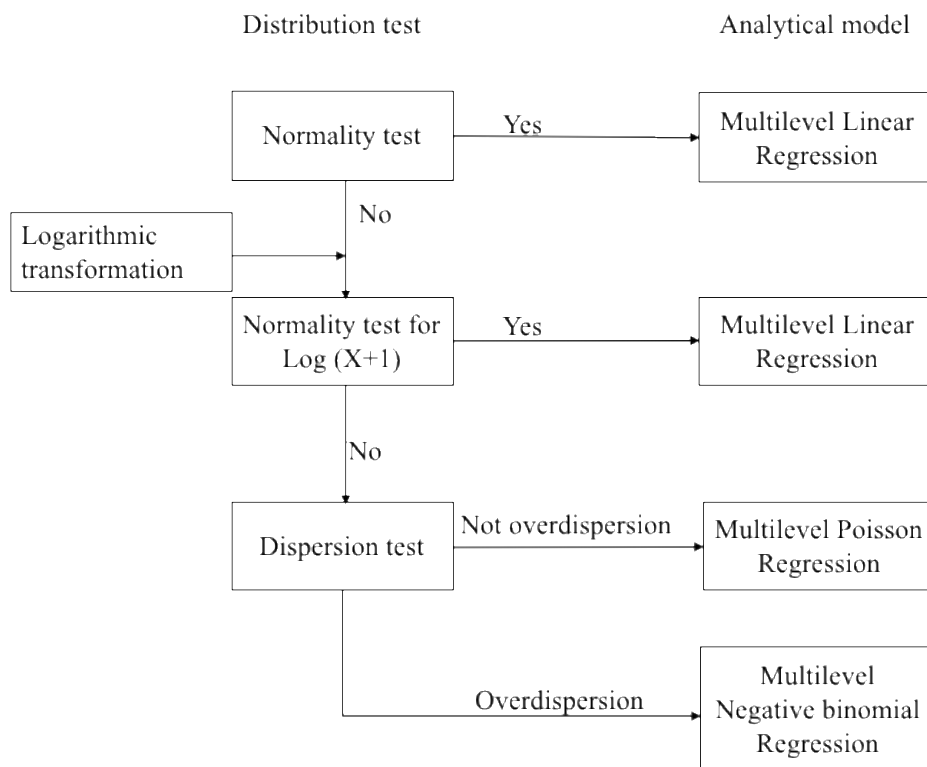 Distribution test
Analytical model
Normality test
Yes
Multilevel Linear
Regression
No
Logarithmic
transformation
Normality test for
Log (X+1)
Yes
Multilevel Linear
Regression
No
Dispersion test
Not overdispersion
Multilevel Poisson
Regression
Overdispersion
Multilevel
Negative binomial
Regression